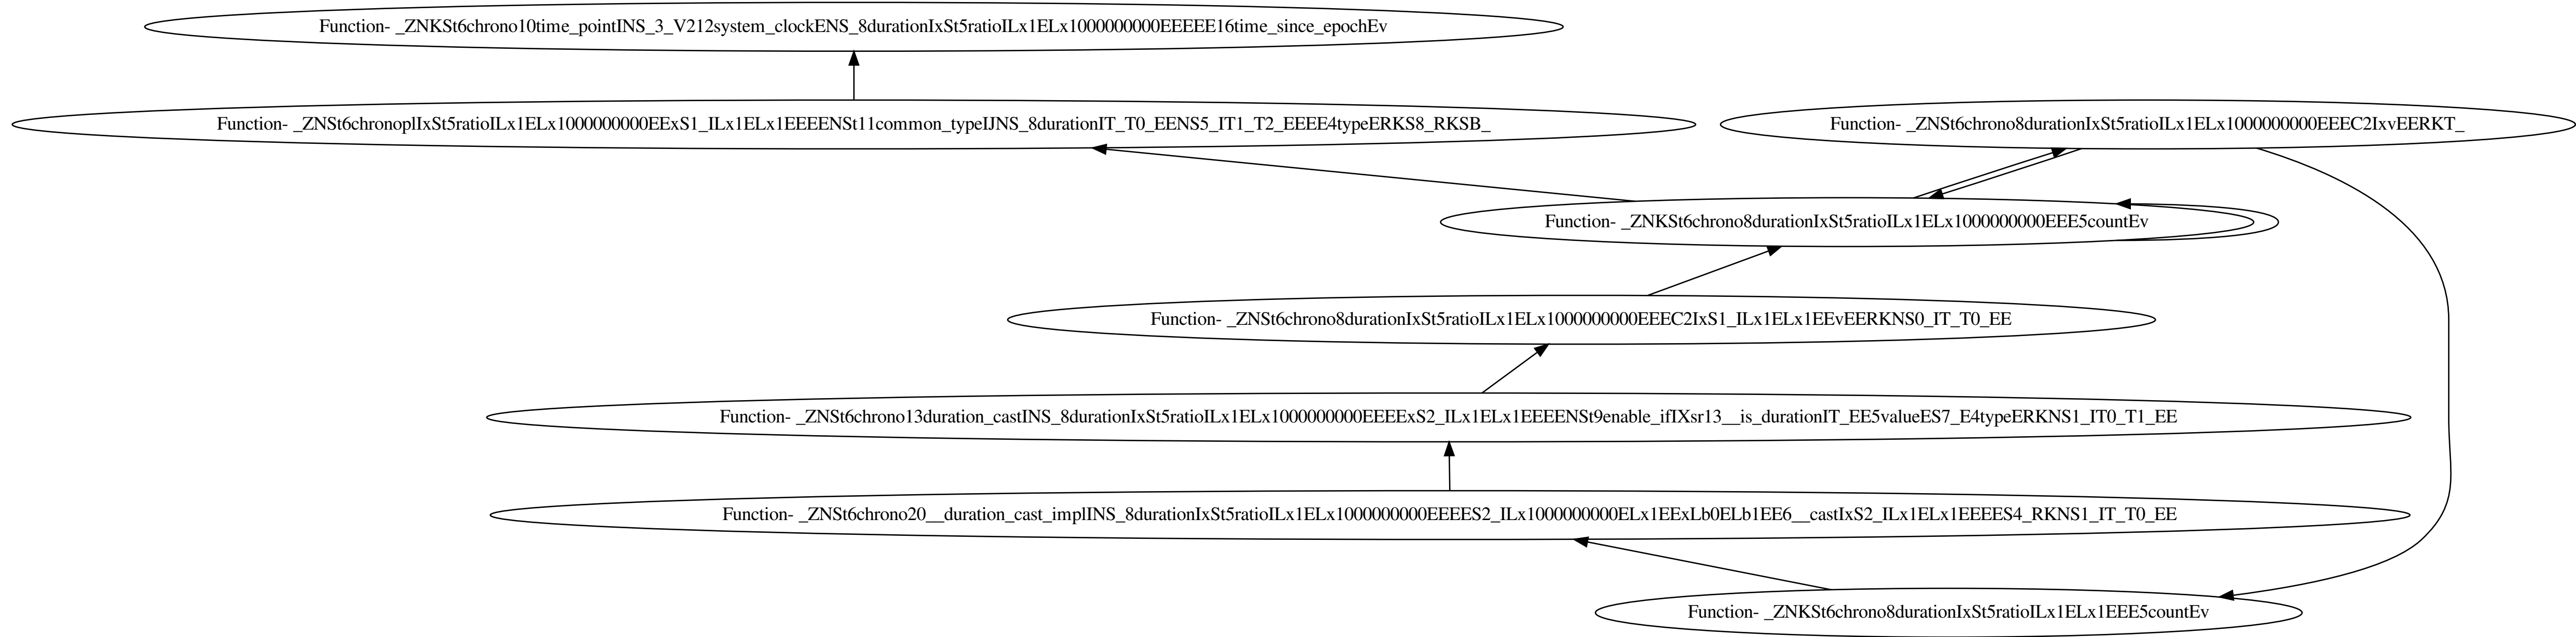 Function- _ZNKSt6chrono10time_pointINS_3_V212system_clockENS_8durationIxSt5ratioILx1ELx1000000000EEEEE16time_since_epochEv
Function- _ZNSt6chronoplIxSt5ratioILx1ELx1000000000EExS1_ILx1ELx1EEEENSt11common_typeIJNS_8durationIT_T0_EENS5_IT1_T2_EEEE4typeERKS8_RKSB_
Function- _ZNSt6chrono8durationIxSt5ratioILx1ELx1000000000EEEC2IxvEERKT_
Function- _ZNKSt6chrono8durationIxSt5ratioILx1ELx1000000000EEE5countEv
Function- _ZNSt6chrono8durationIxSt5ratioILx1ELx1000000000EEEC2IxS1_ILx1ELx1EEvEERKNS0_IT_T0_EE
Function- _ZNSt6chrono13duration_castINS_8durationIxSt5ratioILx1ELx1000000000EEEExS2_ILx1ELx1EEEENSt9enable_ifIXsr13__is_durationIT_EE5valueES7_E4typeERKNS1_IT0_T1_EE
Function- _ZNSt6chrono20__duration_cast_implINS_8durationIxSt5ratioILx1ELx1000000000EEEES2_ILx1000000000ELx1EExLb0ELb1EE6__castIxS2_ILx1ELx1EEEES4_RKNS1_IT_T0_EE
Function- _ZNKSt6chrono8durationIxSt5ratioILx1ELx1EEE5countEv